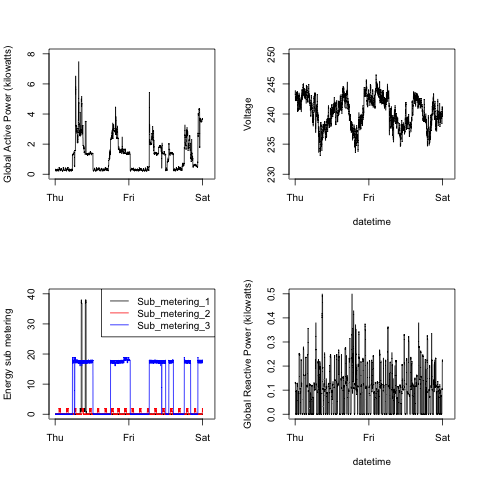 Global Active Power (kilowatts)
8
6
4
2
0
Thu Fri Sat
Voltage
250
245
240
235
230
Thu Fri Sat
datetime
Energy sub metering
40
30
20
10
0
Sub_metering_1
Sub_metering_2
Sub_metering_3
Thu Fri Sat
Global Reactive Power (kilowatts)
0.5
0.4
0.3
0.2
0.1
0.0
Thu Fri Sat
datetime